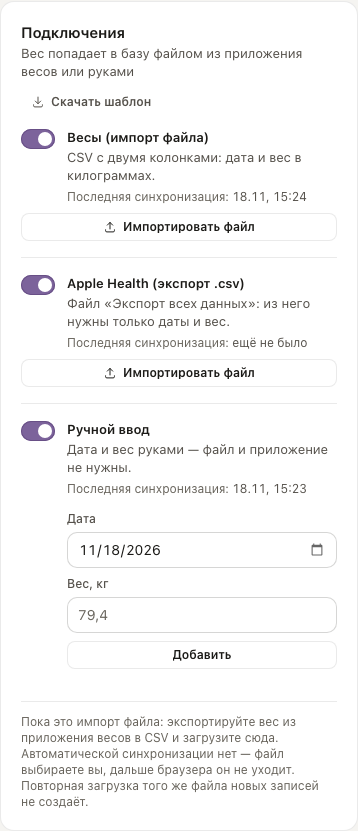 Подключения
Вес попадает в базу файлом из приложения
весов или руками
Скачать шаблон
Весы (импорт файла)
CSV с двумя колонками: дата и вес в
килограммах.
Последняя синхронизация: 18.11, 15:24
Импортировать файл
Apple Health (экспорт .csv)
Файл «Экспорт всех данных»: из него
нужны только даты и вес.
Последняя синхронизация: ещё не было
Импортировать файл
Ручной ввод
Дата и вес руками — файл и приложение
не нужны.
Последняя синхронизация: 18.11, 15:23
Дата
11/18/2026
Вес, кг
79,4
Добавить
Пока это импорт файла: экспортируйте вес из
приложения весов в CSV и загрузите сюда.
Автоматической синхронизации нет — файл
выбираете вы, дальше браузера он не уходит.
Повторная загрузка того же файла новых записей
не создаёт.